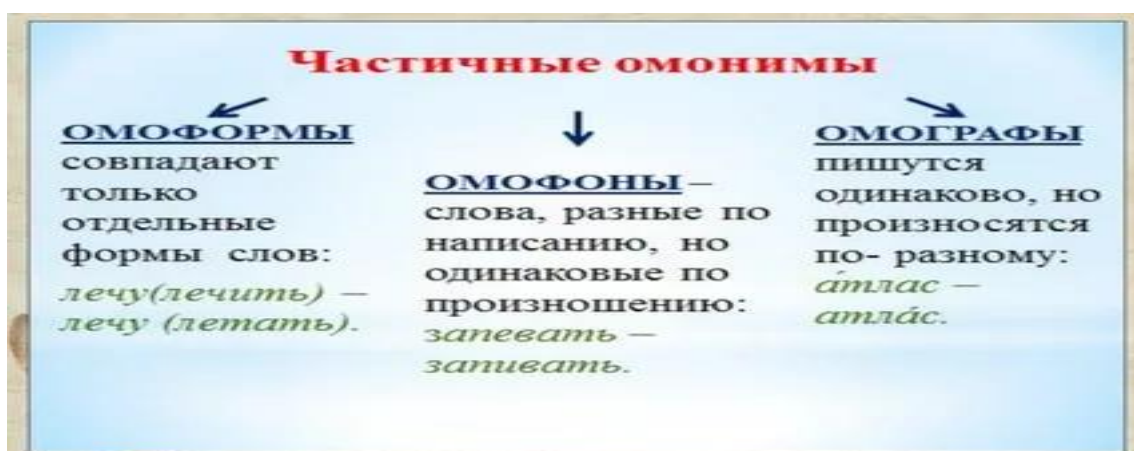 Частичные омонимы
ОМОФОРМЫ
совпадают
только
отдельные
формы слов:
лечу(лечить) –
лечу (летать).
ОМОФОНЫ –
слова, разные по
написанию, но
одинаковые по
произношению:
запевать –
запивать.
ОМОГРАФЫ
пишутся
одинаково, но
произносятся
по- разному:
а́тлас –
атла́с.